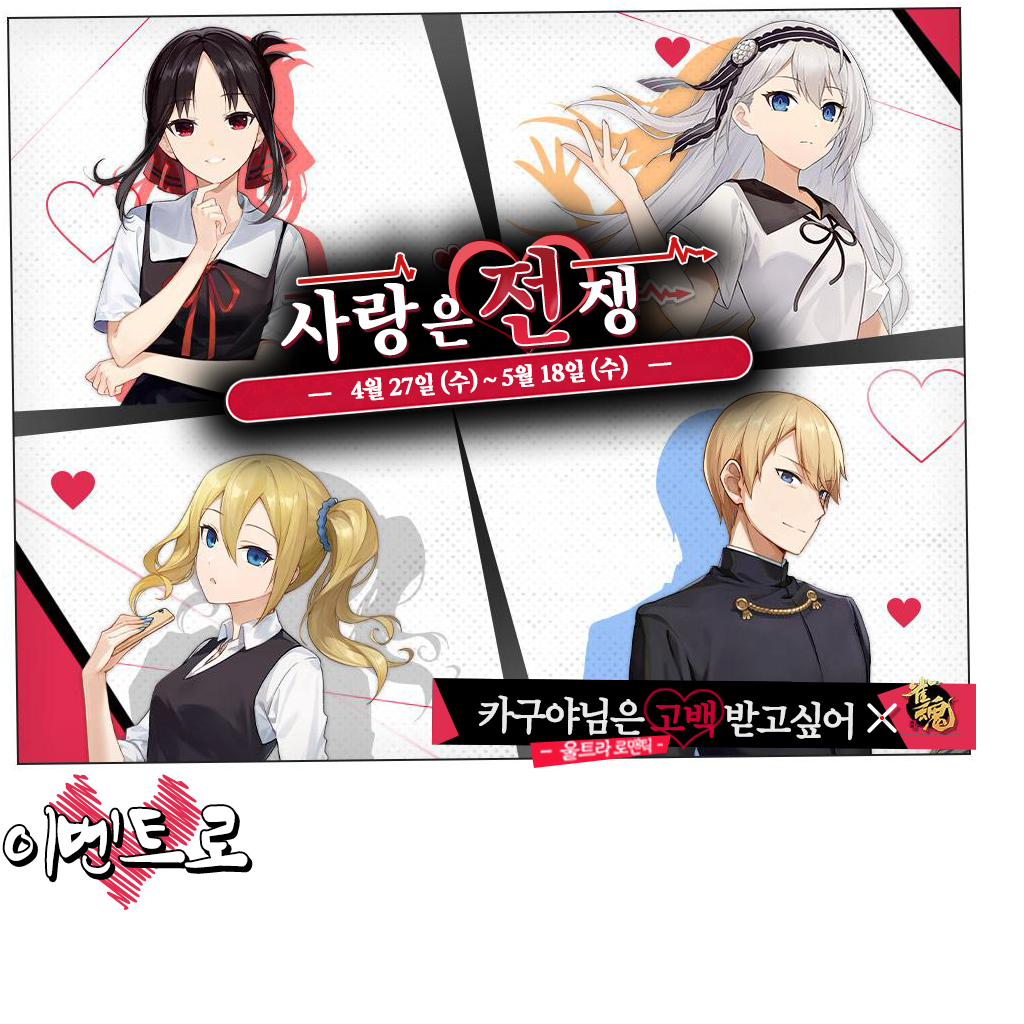 사랑은 전쟁
― 4월 27일 (수) ~ 5월 18일 (수) ―
카구야님은 고백 받고싶어 ✕ 雀魂
― 울트라 로맨틱 ―
이벤트로